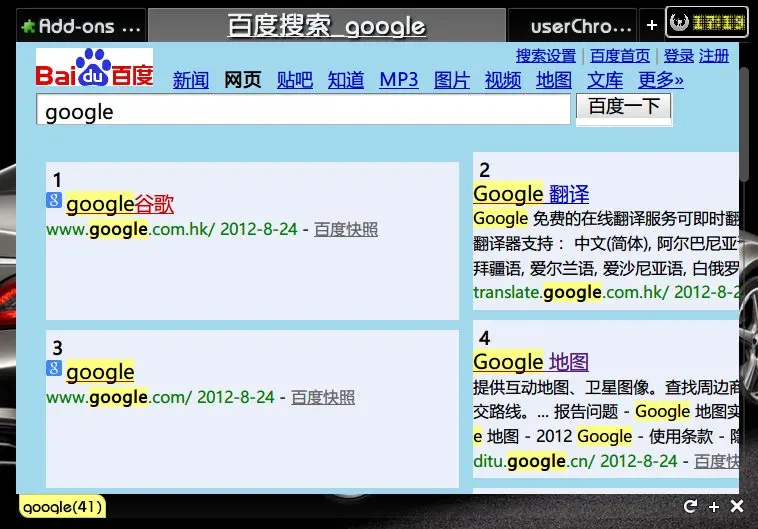 Add-ons ...
百度搜索_google
userChro...
+
17:13
搜索设置 | 百度首页 | 登录 注册
Bai du 百度
新闻 网页 贴吧 知道 MP3 图片 视频 地图 文库 更多»
google
百度一下
1
google谷歌
www.google.com.hk/ 2012-8-24 - 百度快照
2
Google 翻译
Google 免费的在线翻译服务可即时翻
翻译器支持： 中文(简体), 阿尔巴尼亚
拜疆语, 爱尔兰语, 爱沙尼亚语, 白俄罗
translate.google.com.hk/ 2012-8-2
3
google
www.google.com/ 2012-8-24 - 百度快照
4
Google 地图
提供互动地图、卫星图像。查找周边商
交路线。... 报告问题 - Google 地图实
e 地图 - 2012 Google - 使用条款 - 隐
ditu.google.cn/ 2012-8-24 - 百度快
google(41)